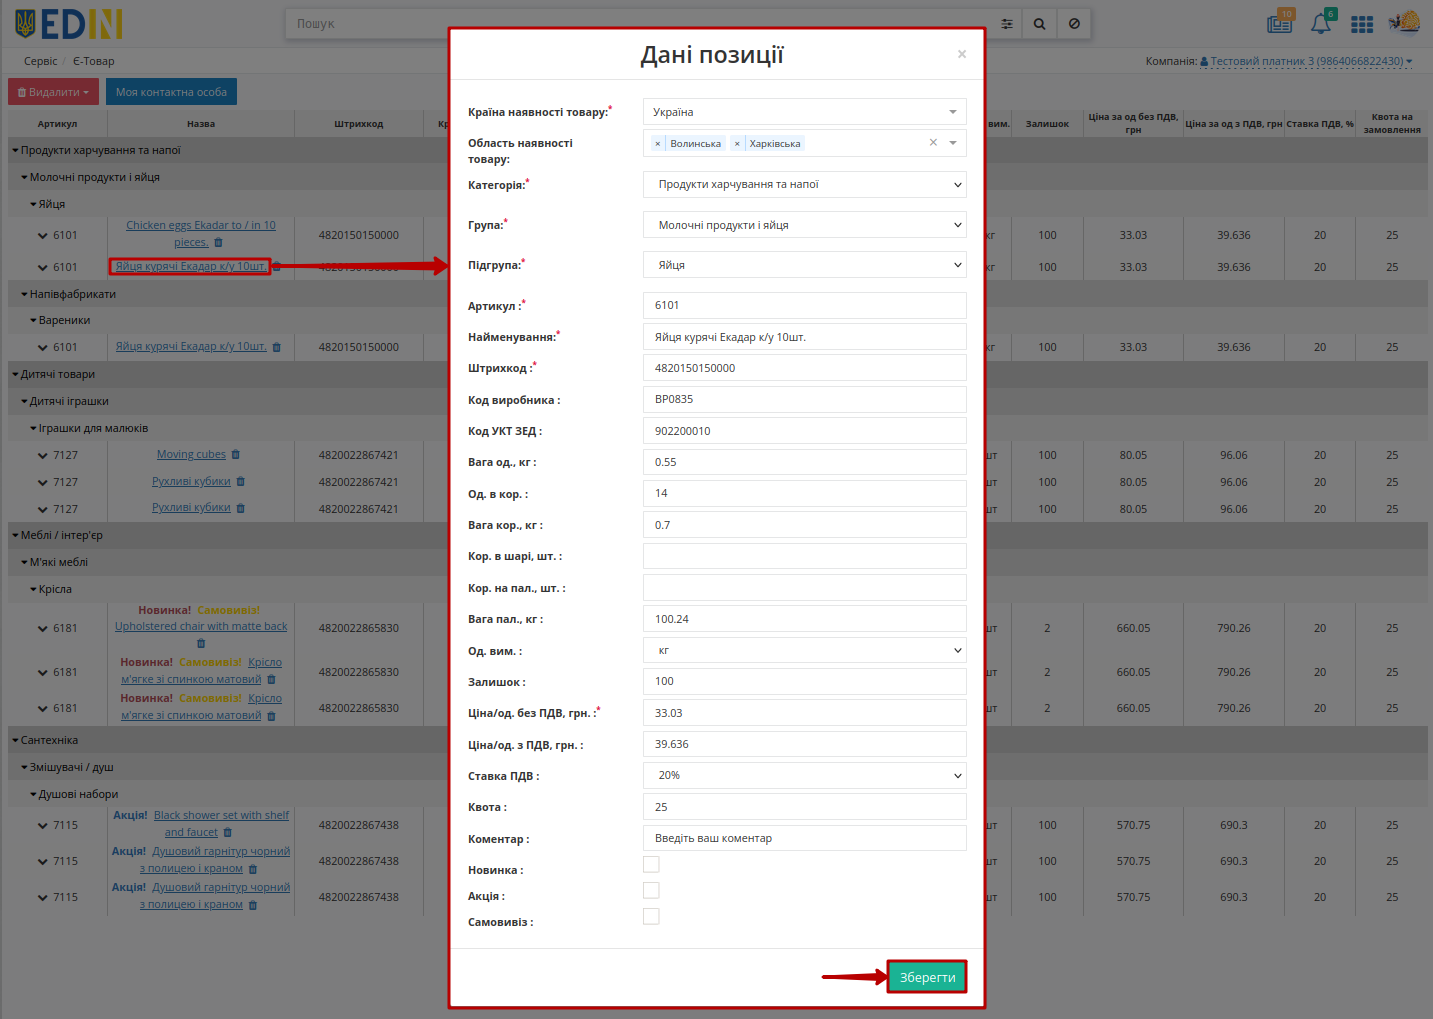 EDIN
Пошук
10
6
Сервіс / Є-Товар
Компанія: Тестовий платник 3 (9864066822430)
Видалити
Моя контактна особа
Артикул Назва Штрихкод Кр
вим. Залишок Ціна за од без ПДВ, грн Ціна за од з ПДВ, грн Ставка ПДВ, % Квота на замовлення
Продукти харчування та напої
Молочні продукти і яйця
Яйця
6101 Chicken eggs Ekadar to / in 10 pieces. 4820150150000 кг 100 33.03 39.636 20 25
6101 Яйця курячі Екадар к/у 10шт. 4820150150000 кг 100 33.03 39.636 20 25
Напівфабрикати
Вареники
6101 Яйця курячі Екадар к/у 10шт. 4820150150000 кг 100 33.03 39.636 20 25
Дитячі товари
Дитячі іграшки
Іграшки для малюків
7127 Moving cubes 4820022867421 шт 100 80.05 96.06 20 25
7127 Рухливі кубики 4820022867421 100 80.05 96.06 20 25
7127 Рухливі кубики 4820022867421 шт 100 80.05 96.06 20 25
Меблі / інтер'єр
М'які меблі
Крісла
6181 Новинка! Самовивіз! Upholstered chair with matte back 4820022865830 шт 2 660.05 790.26 20 25
6181 Новинка! Самовивіз! Крісло м'ягке зі спинкою матовий 4820022865830 шт 2 660.05 790.26 20 25
6181 Новинка! Самовивіз! Крісло м'ягке зі спинкою матовий 4820022865830 шт 2 660.05 790.26 20 25
Сантехніка
Змішувачі / душ
Душові набори
7115 Акція! Black shower set with shelf and faucet 4820022867438 шт 100 570.75 690.3 20 25
7115 Акція! Душовий гарнітур чорний з полицею і краном 4820022867438 шт 100 570.75 690.3 20 25
7115 Акція! Душовий гарнітур чорний з полицею і краном 4820022867438 шт 100 570.75 690.3 20 25
Дані позиції ×
Країна наявності товару:* Україна
Область наявності товару: × Волинська × Харківська ×
Категорія:* Продукти харчування та напої
Група:* Молочні продукти і яйця
Підгрупа:* Яйця
Артикул :* 6101
Найменування:* Яйця курячі Екадар к/у 10шт.
Штрихкод :* 4820150150000
Код виробника : BP0835
Код УКТ ЗЕД : 902200010
Вага од., кг : 0.55
Од. в кор. : 14
Вага кор., кг : 0.7
Кор. в шарі, шт. :
Кор. на пал., шт. :
Вага пал., кг : 100.24
Од. вим. : кг
Залишок : 100
Ціна/од. без ПДВ, грн. :* 33.03
Ціна/од. з ПДВ, грн. : 39.636
Ставка ПДВ : 20%
Квота : 25
Коментар : Введіть ваш коментар
Новинка :
Акція :
Самовивіз :
Зберегти